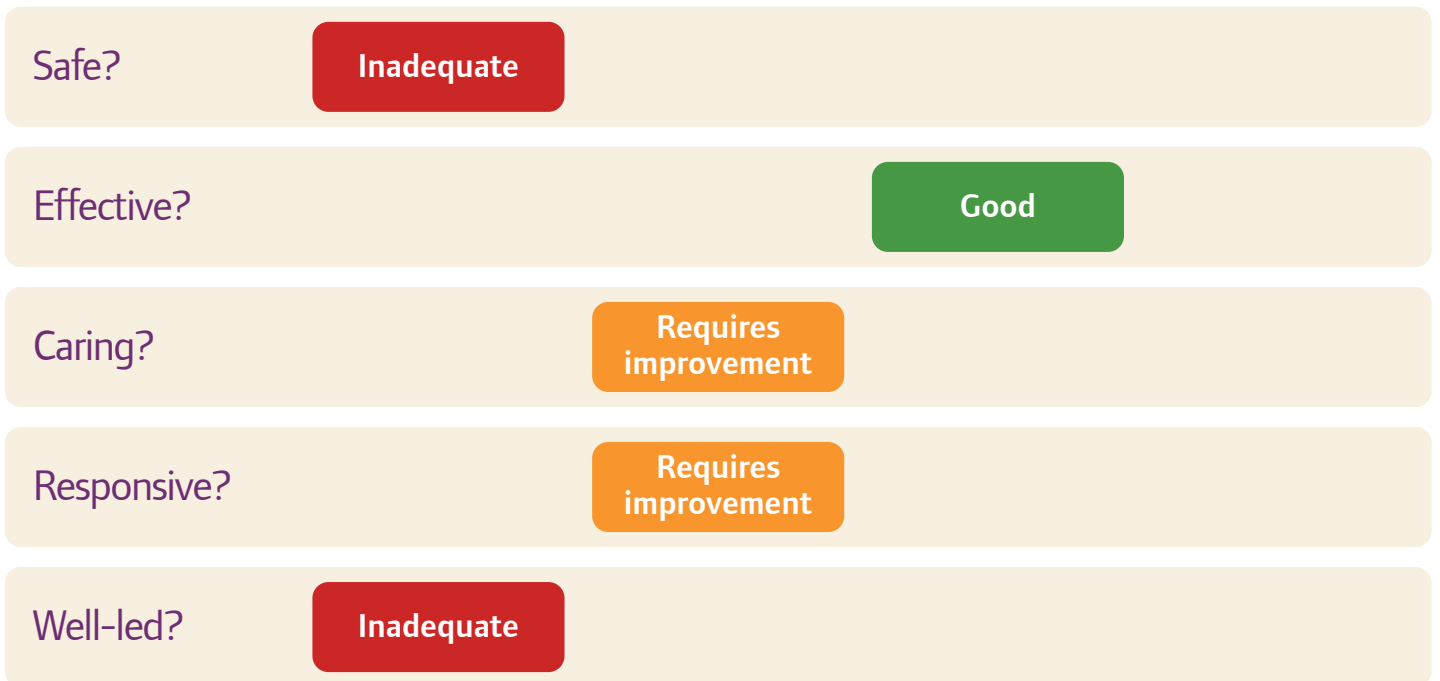 Safe?
Inadequate
Effective?
Good
Caring?
Requires
improvement
Responsive?
Requires
improvement
Well-led?
Inadequate